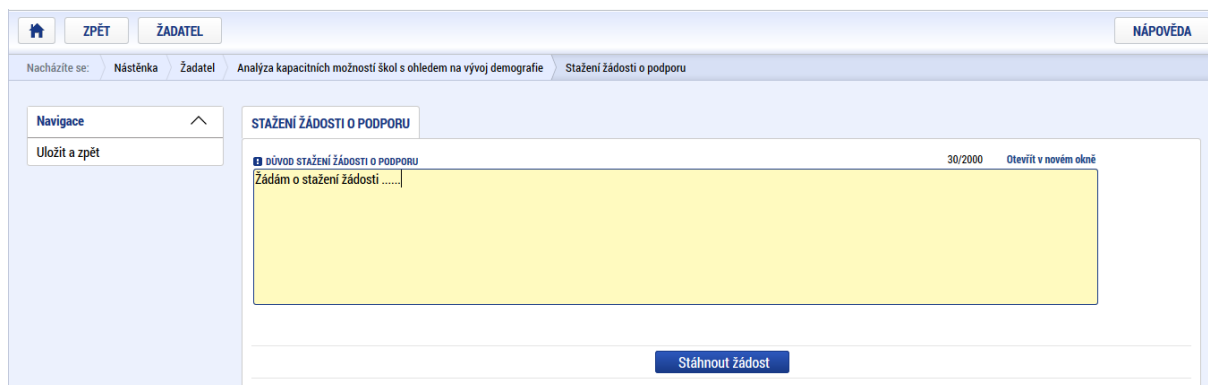 ZPĚT ŽADATEL NÁPOVĚDA
Nacházíte se: Nástěnka Žadatel Analýza kapacitních možností škol s ohledem na vývoj demografie Stažení žádosti o podporu
Navigace
Uložit a zpět
STAŽENÍ ŽÁDOSTI O PODPORU
DŮVOD STAŽENÍ ŽÁDOSTI O PODPORU 30/2000 Otevřít v novém okně
Žádám o stažení žádosti ......
Stáhnout žádost